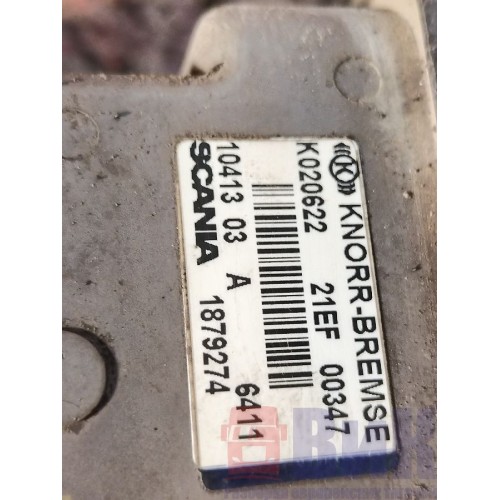 KNORR-BREMSE
K020622 21EF 00347
6411
10413 03 A
SCANIA 1879274